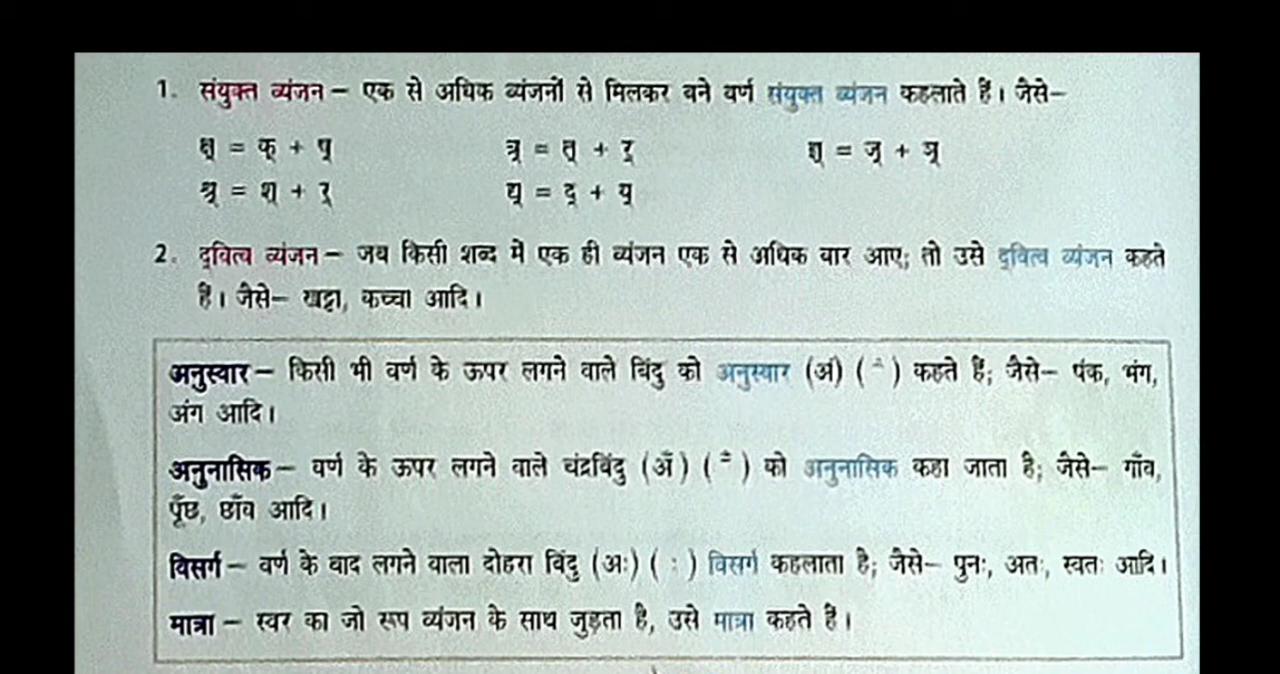 1. संयुक्त व्यंजन – एक से अधिक व्यंजनों से मिलकर बने वर्ण संयुक्त व्यंजन कहलाते हैं। जैसे–
क्ष् = क् + ष् त्र् = त् + र् ज्ञ् = ज् + ञ्
श्र् = श् + र् द्य् = द् + य्
2. द्‌वित्व व्यंजन – जब किसी शब्द में एक ही व्यंजन एक से अधिक बार आए; तो उसे द्‌वित्व व्यंजन कहते
हैं। जैसे– खट्टा, कच्चा आदि।
अनुस्वार – किसी भी वर्ण के ऊपर लगने वाले बिंदु को अनुस्वार (अं) ( ं ) कहते हैं; जैसे– पंक, भंग,
अंग आदि।
अनुनासिक – वर्ण के ऊपर लगने वाले चंद्रबिंदु (अँ) ( ँ ) को अनुनासिक कहा जाता है; जैसे– गाँव,
पूँछ, छाँव आदि।
विसर्ग – वर्ण के बाद लगने वाला दोहरा बिंदु (अः) ( : ) विसर्ग कहलाता है; जैसे– पुनः, अतः, स्वतः आदि।
मात्रा – स्वर का जो रूप व्यंजन के साथ जुड़ता है, उसे मात्रा कहते हैं।